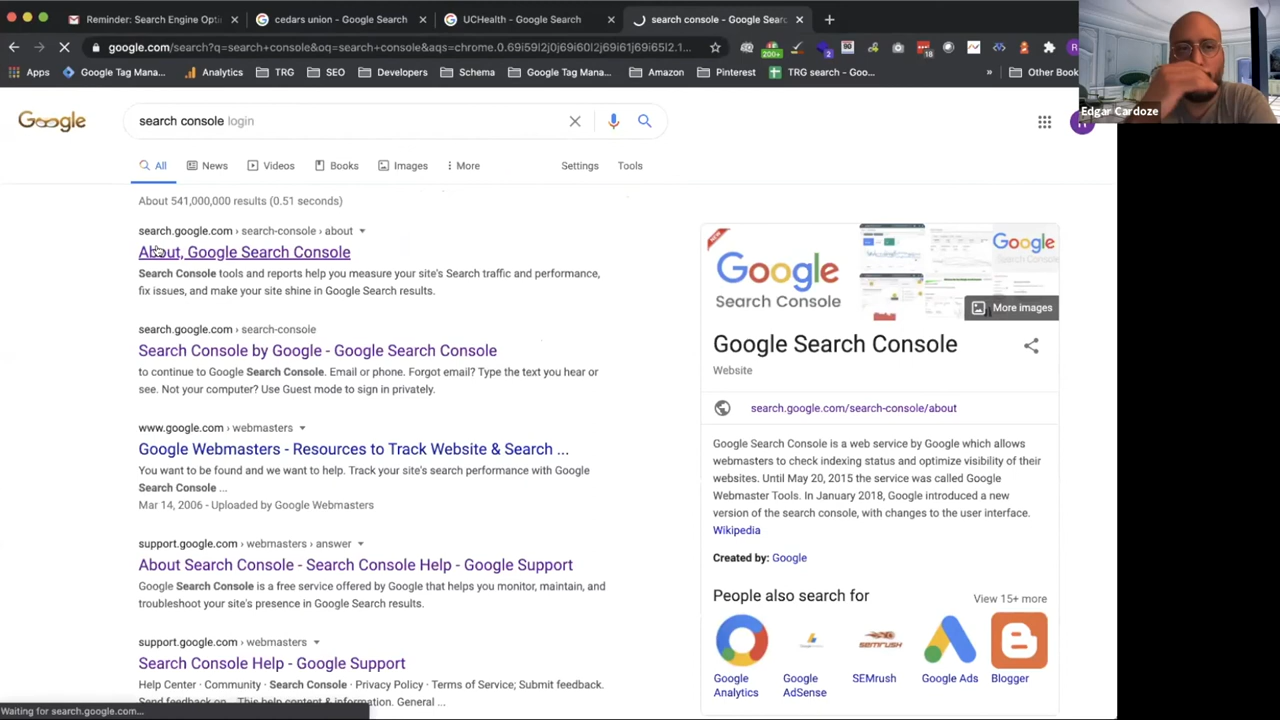 Reminder: Search Engine Opti
cedars union - Google Search
UCHealth - Google Search
search console - Google Sear
google.com/search?q=search+console&oq=search+console&aqs=chrome.0.69i59l2j0j69i60l2j69i61j69i65l2.1...
Apps
Google Tag Mana...
Analytics
TRG
SEO
Developers
Schema
Google Tag Mana...
Amazon
Pinterest
TRG search - Goo...
»
Other Book
Edgar Cardoze
Google
search console login
All
News
Videos
Books
Images
More
Settings
Tools
About 541,000,000 results (0.51 seconds)
search.google.com › search-console › about
About, Google Search Console
Search Console tools and reports help you measure your site's Search traffic and performance,
fix issues, and make your site shine in Google Search results.
search.google.com › search-console
Search Console by Google - Google Search Console
to continue to Google Search Console. Email or phone. Forgot email? Type the text you hear or
see. Not your computer? Use Guest mode to sign in privately.
www.google.com › webmasters
Google Webmasters - Resources to Track Website & Search ...
You want to be found and we want to help. Track your site's search performance with Google
Search Console ...
Mar 14, 2006 - Uploaded by Google Webmasters
support.google.com › webmasters › answer
About Search Console - Search Console Help - Google Support
Google Search Console is a free service offered by Google that helps you monitor, maintain, and
troubleshoot your site's presence in Google Search results.
support.google.com › webmasters
Search Console Help - Google Support
Help Center · Community · Search Console · Privacy Policy · Terms of Service; Submit feedback.
Send feedback on... This help content & information. General ...
Waiting for search.google.com...
Google
Search Console
Google
More images
Google Search Console
Website
search.google.com/search-console/about
Google Search Console is a web service by Google which allows
webmasters to check indexing status and optimize visibility of their
websites. Until May 20, 2015 the service was called Google
Webmaster Tools. In January 2018, Google introduced a new
version of the search console, with changes to the user interface.
Wikipedia
Created by: Google
People also search for
View 15+ more
SEMRUSH
Google
Analytics
Google
AdSense
SEMrush
Google Ads
Blogger